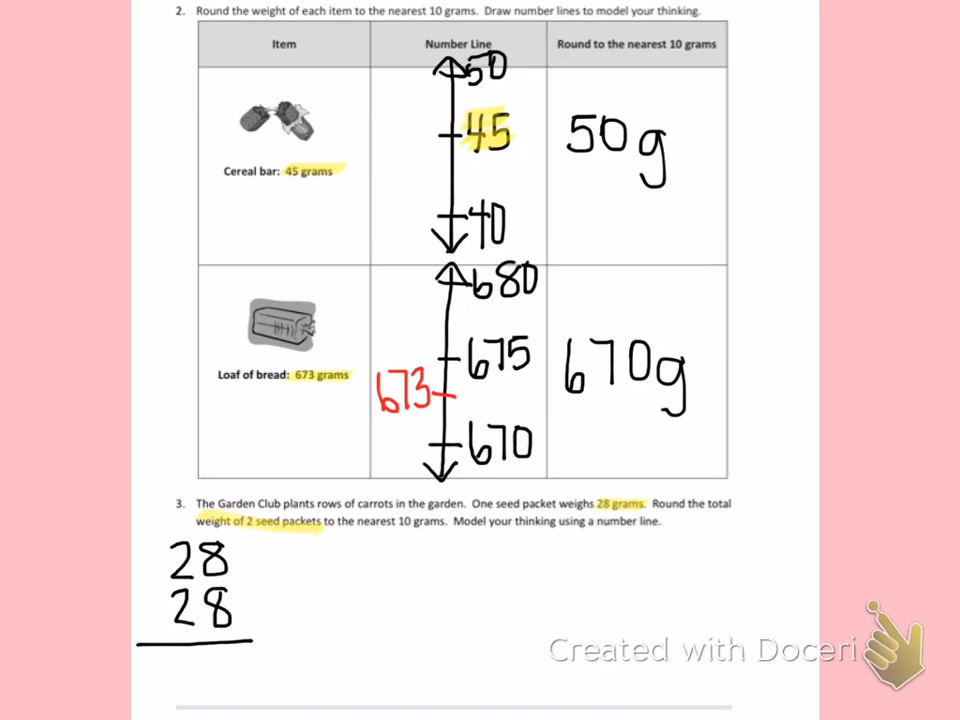 2. Round the weight of each item to the nearest 10 grams. Draw number lines to model your thinking.
Item
Number Line
Round to the nearest 10 grams
50
45
40
Cereal bar: 45 grams
50g
680
675
673
670
Loaf of bread: 673 grams
670g
3. The Garden Club plants rows of carrots in the garden. One seed packet weighs 28 grams. Round the total
weight of 2 seed packets to the nearest 10 grams. Model your thinking using a number line.
28
28
Created with Doceri